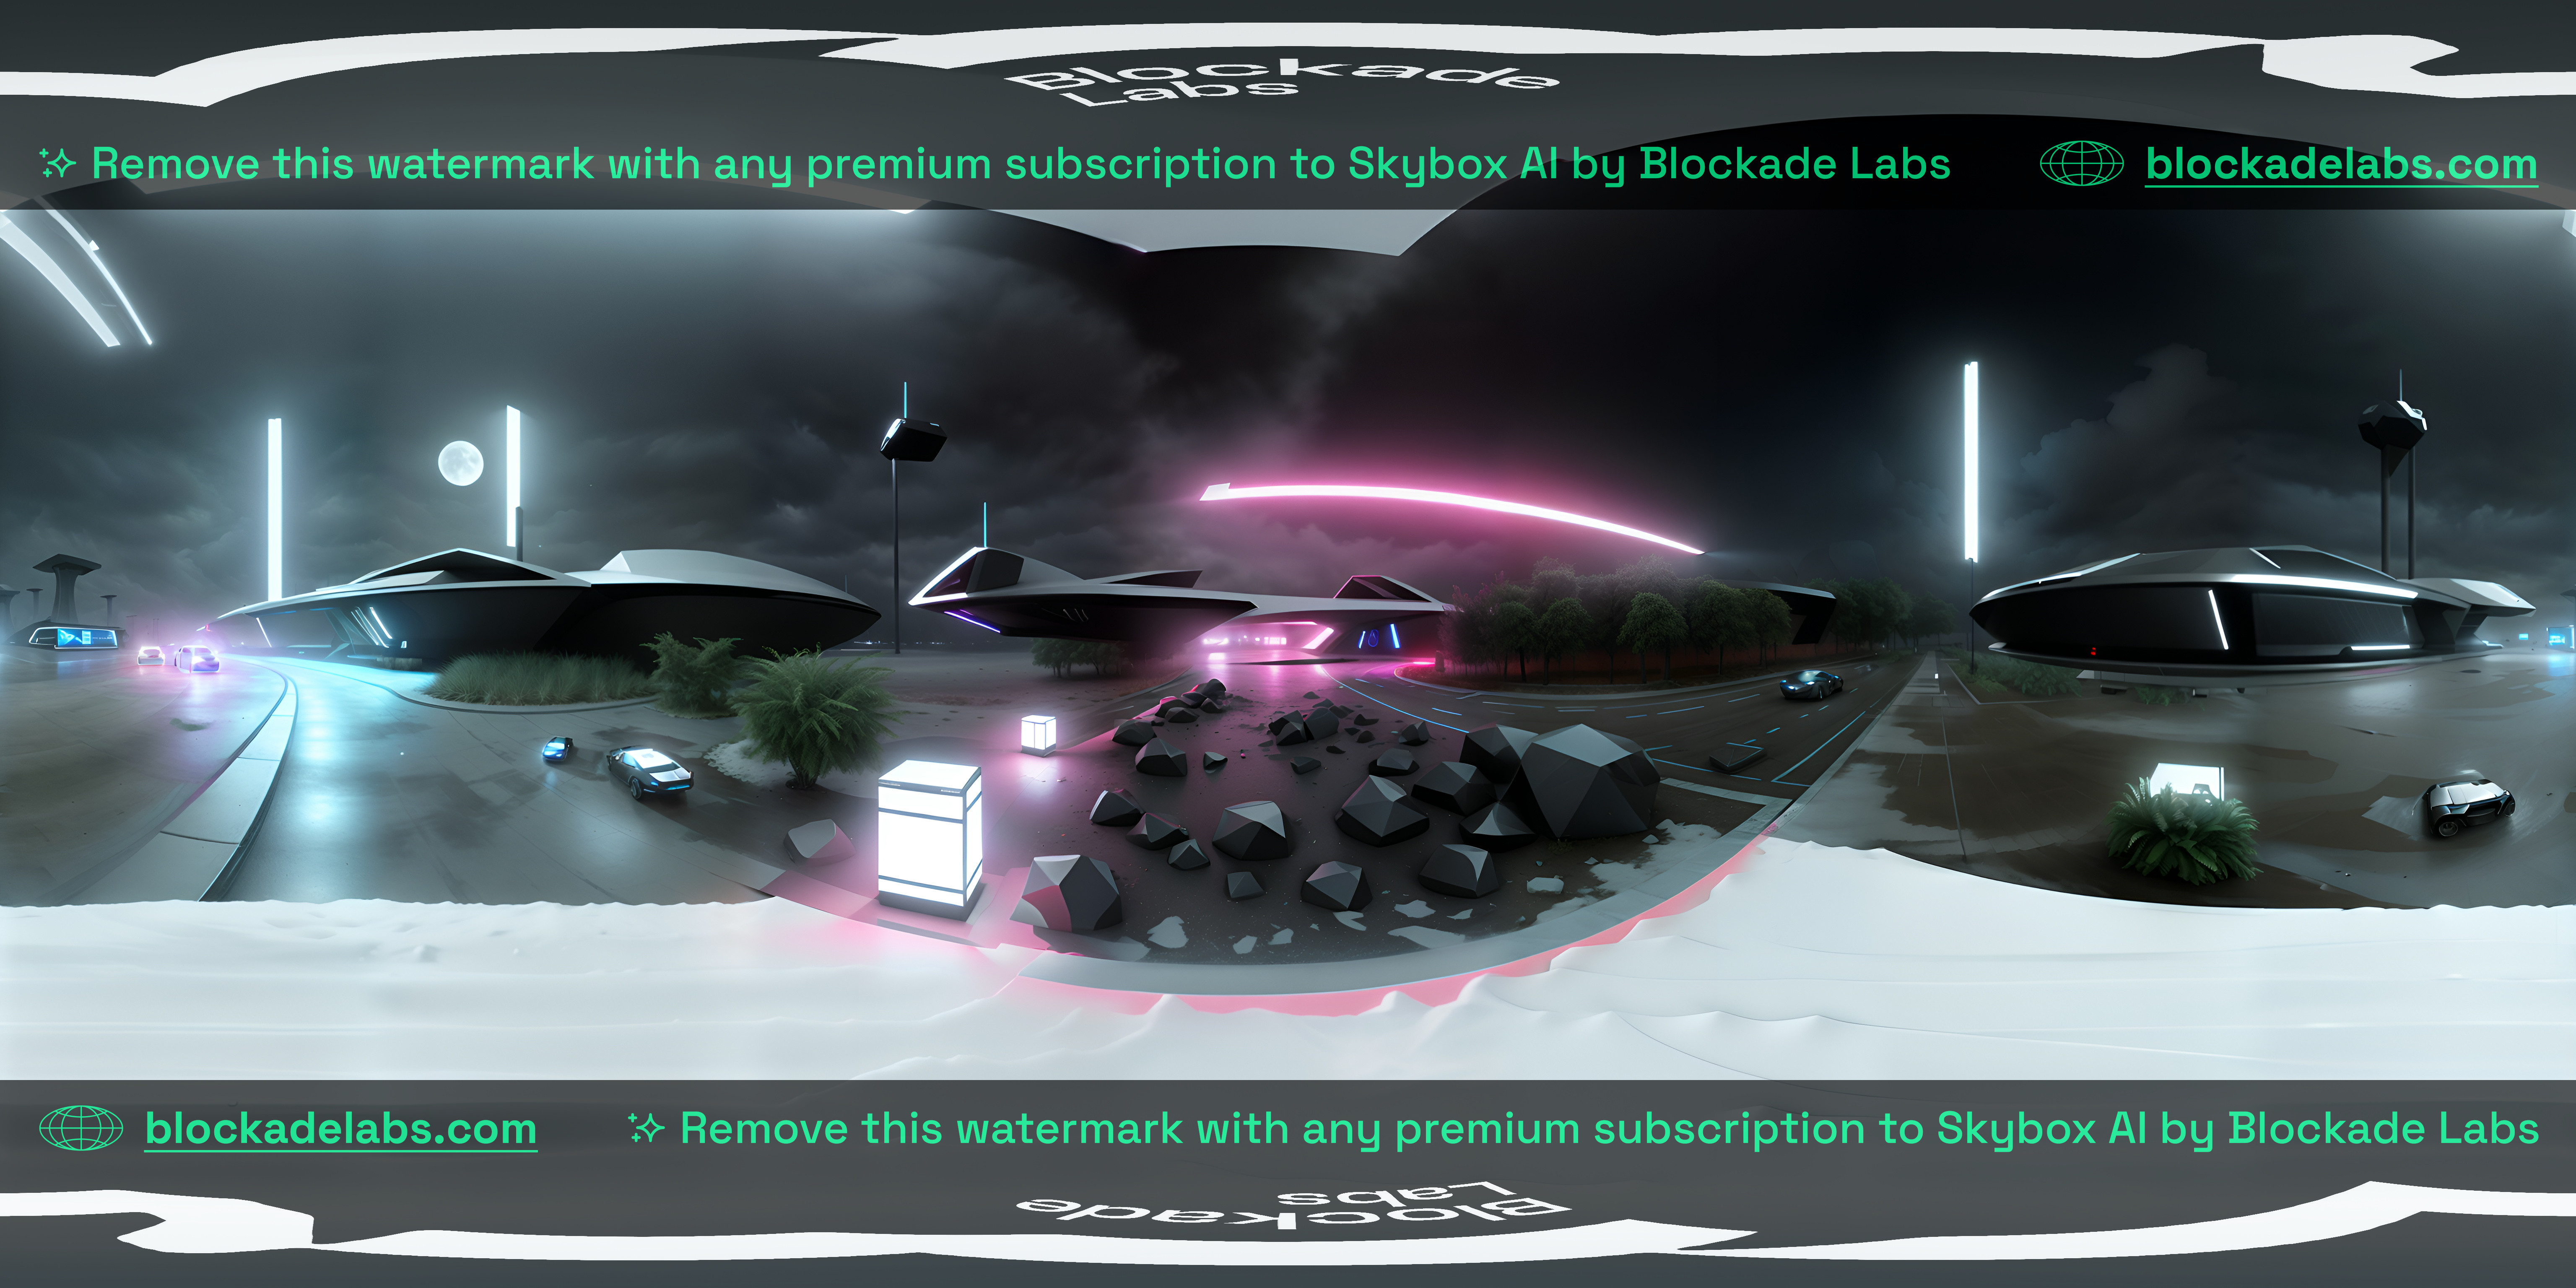 Blockade
Labs
Remove this watermark with any premium subscription to Skybox AI by Blockade Labs
blockadelabs.com
blockadelabs.com
Remove this watermark with any premium subscription to Skybox AI by Blockade Labs
Labs
Blockade